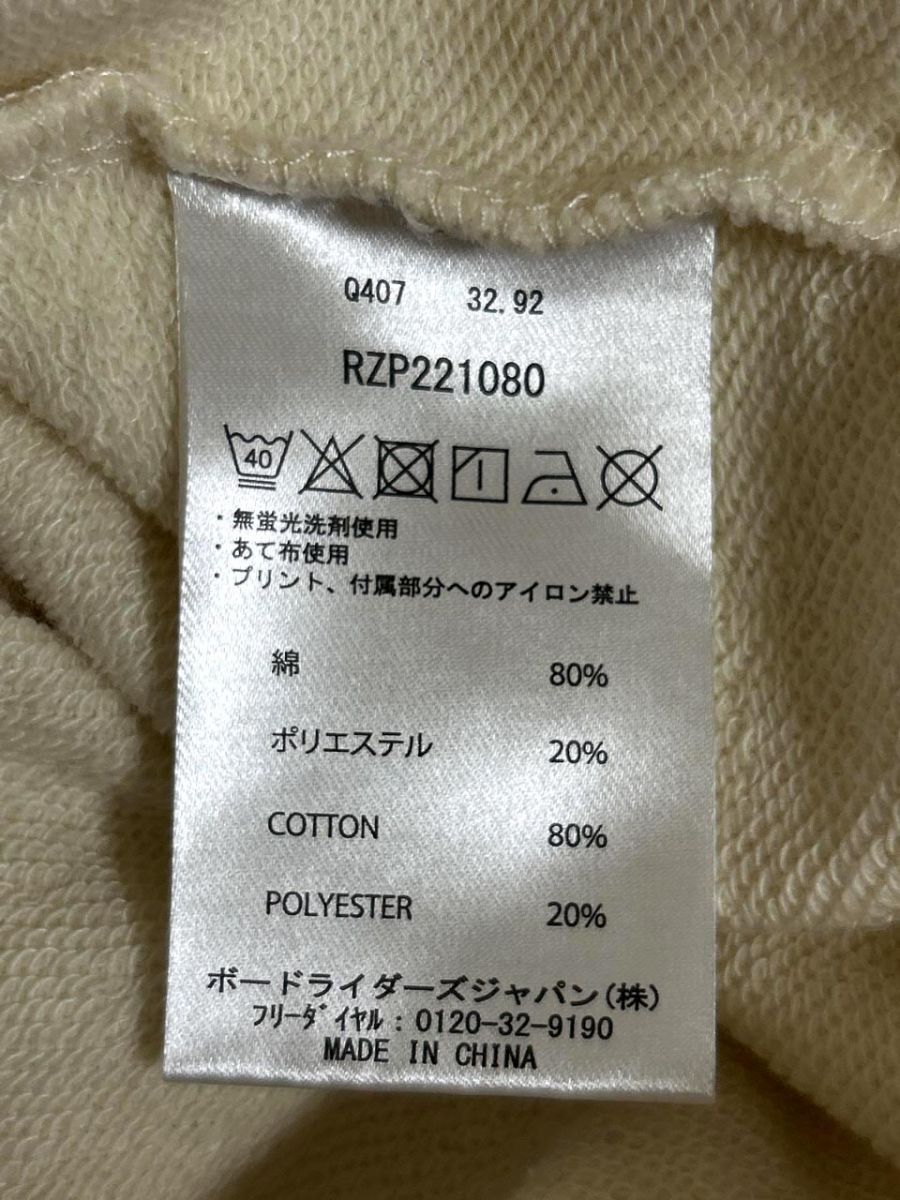 Q407 32.92
RZP221080
40
・無蛍光洗剤使用
・あて布使用
・プリント、付属部分へのアイロン禁止
綿 80%
ポリエステル 20%
COTTON 80%
POLYESTER 20%
ボードライダーズジャパン(株)
フリーダイヤル:0120-32-9190
MADE IN CHINA